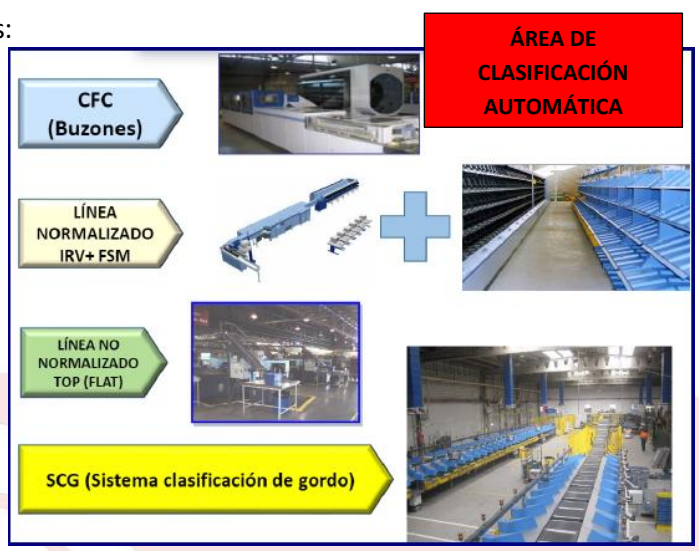 s:
ÁREA DE
CLASIFICACIÓN
AUTOMÁTICA
CFC
(Buzones)
LÍNEA
NORMALIZADO
IRV+ FSM
LÍNEA NO
NORMALIZADO
TOP (FLAT)
SCG (Sistema clasificación de gordo)